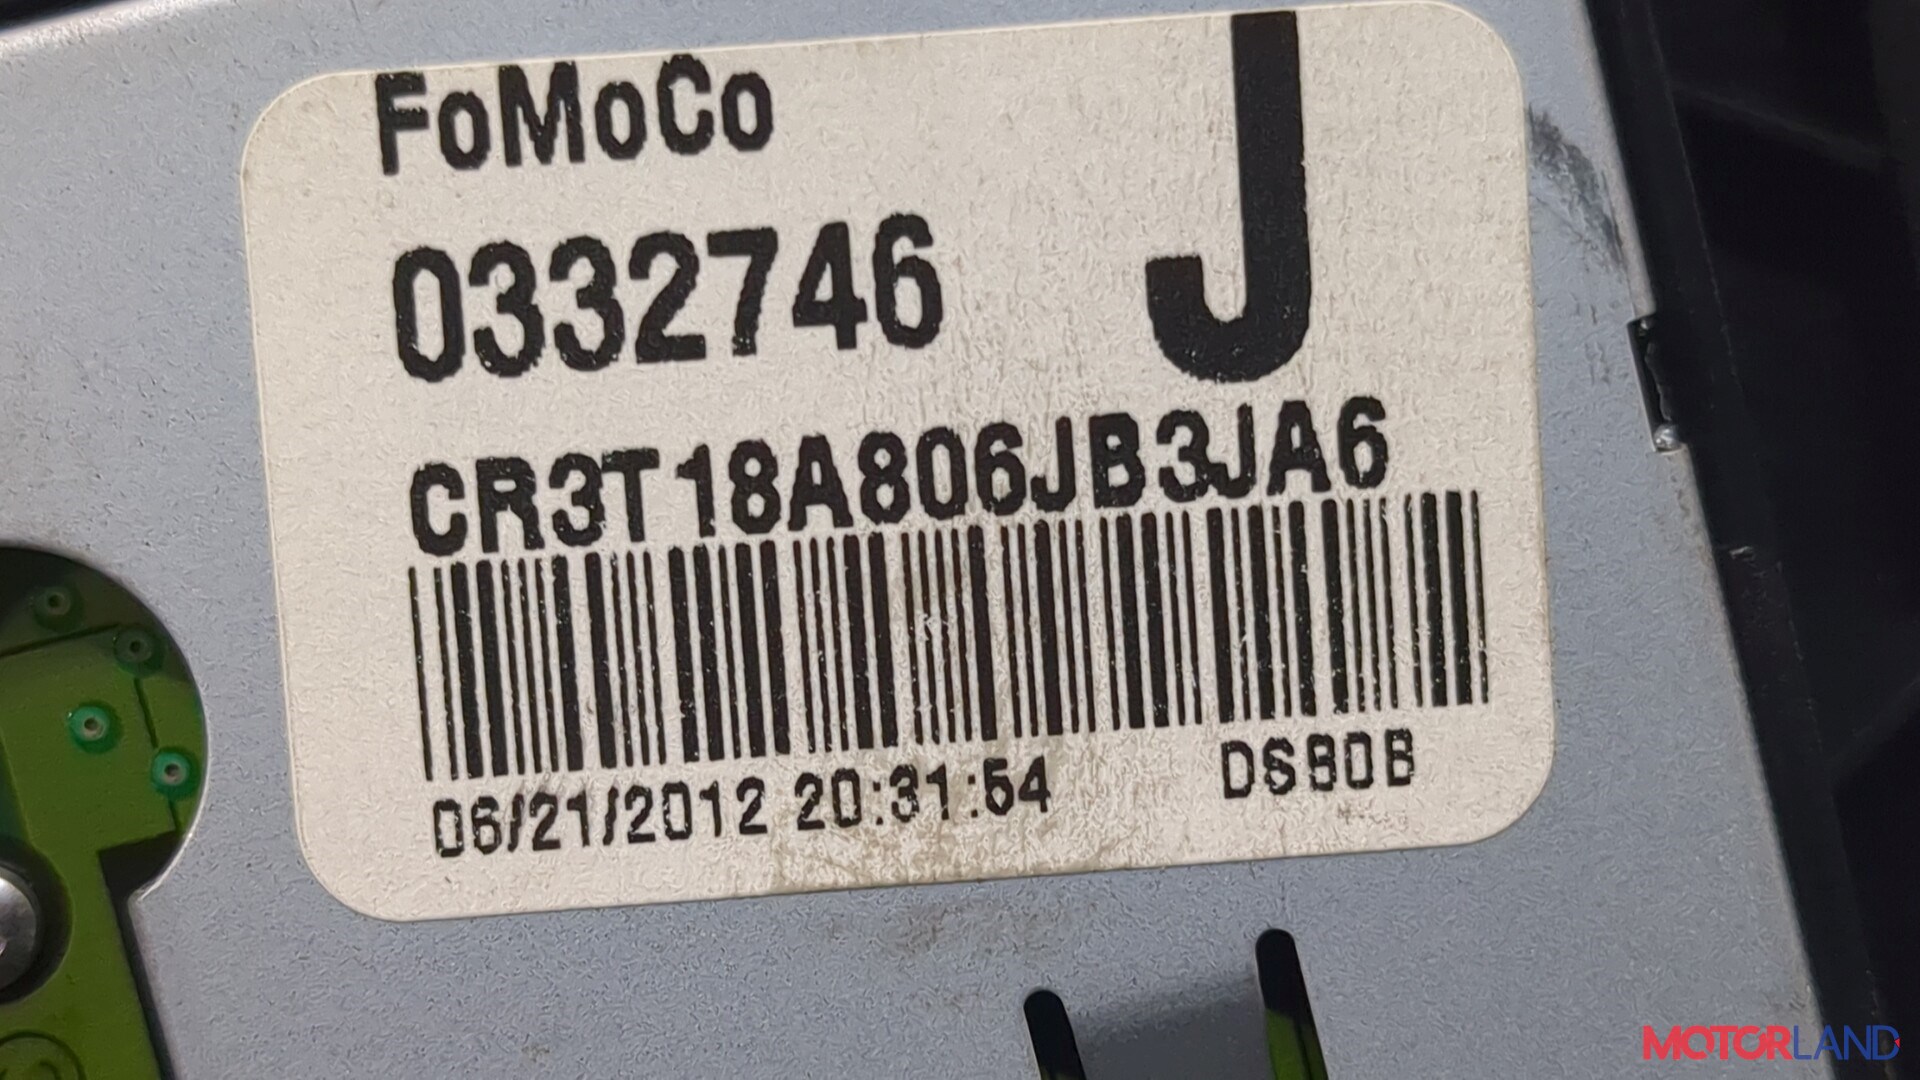 FoMoCo
0332746
J
CR3T18A806JB3JA6
06/21/2012 20:31:54
DS80B
MOTORLAND